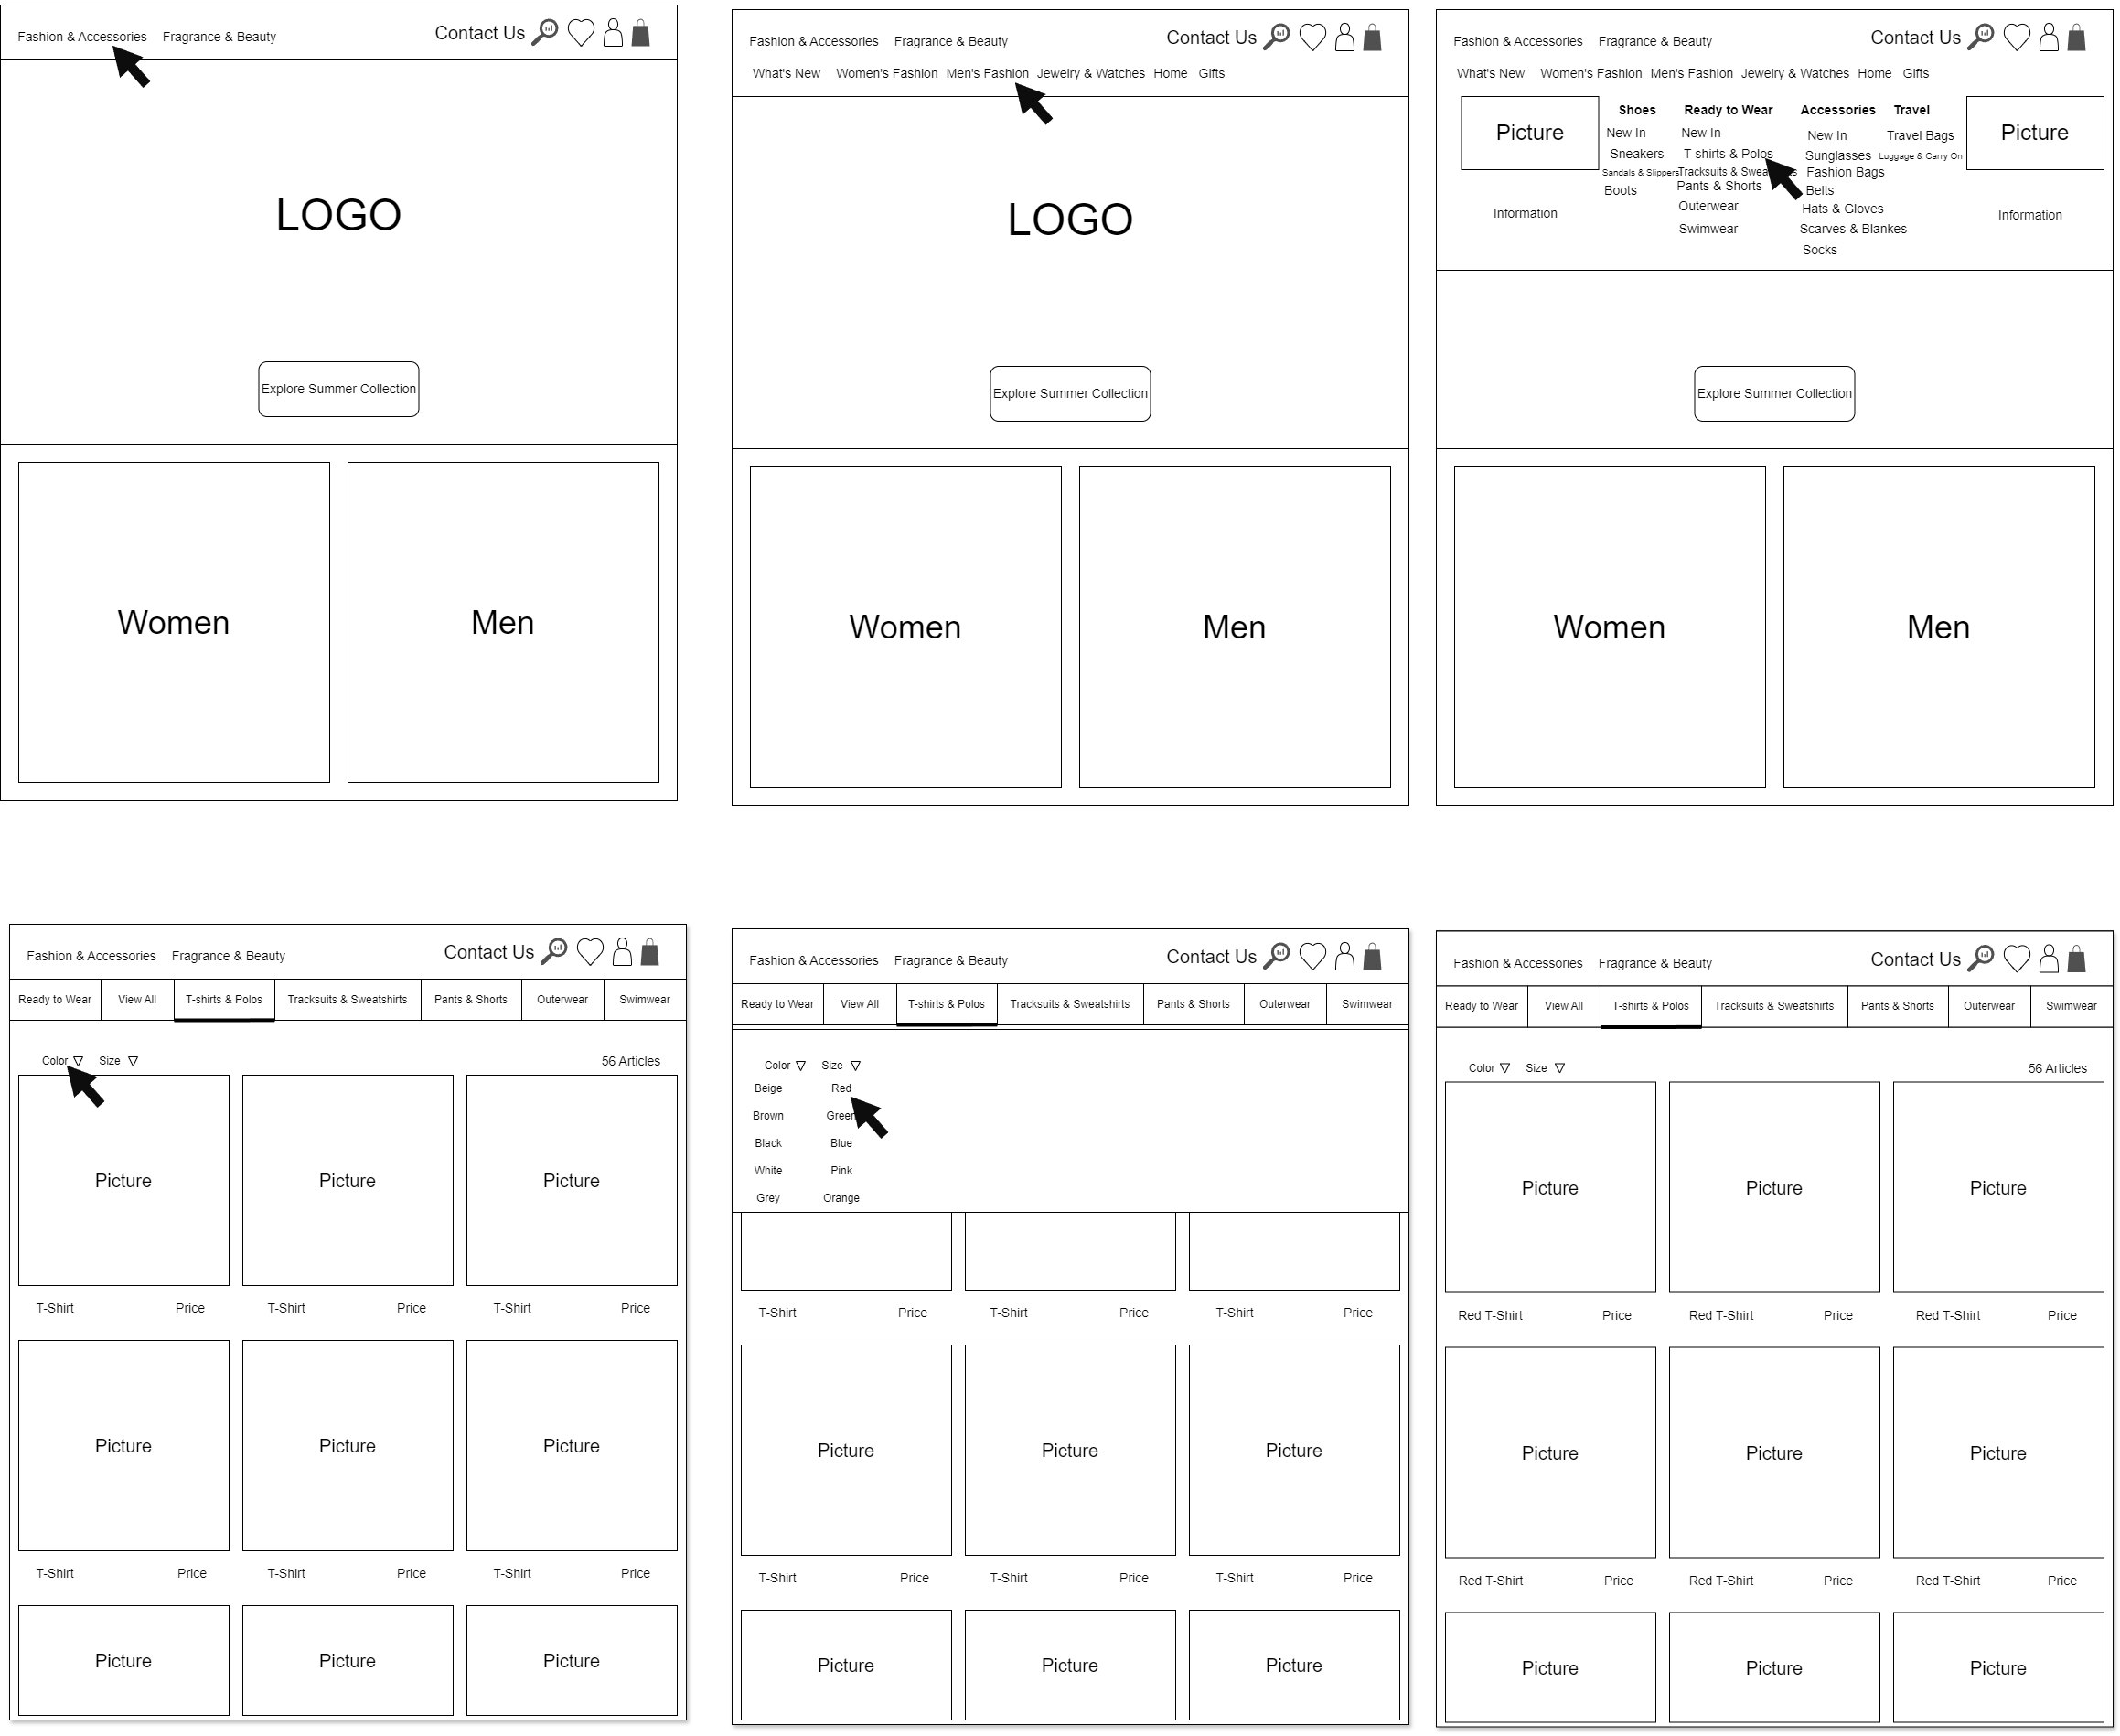 Fashion & Accessories Fragrance & Beauty Contact Us
LOGO
Explore Summer Collection
Women Men
Fashion & Accessories Fragrance & Beauty Contact Us
What's New Women's Fashion Men's Fashion Jewelry & Watches Home Gifts
LOGO
Explore Summer Collection
Women Men
Fashion & Accessories Fragrance & Beauty Contact Us
What's New Women's Fashion Men's Fashion Jewelry & Watches Home Gifts
Picture
Information
Shoes
New In
Sneakers
Sandals & Slippers
Boots
Ready to Wear
New In
T-shirts & Polos
Tracksuits &
Pants & Shorts
Outerwear
Swimwear
Accessories
New In
Sunglasses
Fashion Bags
Belts
Hats & Gloves
Scarves & Blankes
Socks
Travel
Travel Bags
Luggage & Carry On
Picture
Information
Explore Summer Collection
Women Men
Fashion & Accessories Fragrance & Beauty Contact Us
Ready to Wear View All T-shirts & Polos Tracksuits & Sweatshirts Pants & Shorts Outerwear Swimwear
Color Size 56 Articles
Picture Picture Picture
T-Shirt Price T-Shirt Price T-Shirt Price
Picture Picture Picture
T-Shirt Price T-Shirt Price T-Shirt Price
Picture Picture Picture
Fashion & Accessories Fragrance & Beauty Contact Us
Ready to Wear View All T-shirts & Polos Tracksuits & Sweatshirts Pants & Shorts Outerwear Swimwear
Color Size
Beige Red
Brown Green
Black Blue
White Pink
Grey Orange
T-Shirt Price T-Shirt Price T-Shirt Price
Picture Picture Picture
T-Shirt Price T-Shirt Price T-Shirt Price
Picture Picture Picture
Fashion & Accessories Fragrance & Beauty Contact Us
Ready to Wear View All T-shirts & Polos Tracksuits & Sweatshirts Pants & Shorts Outerwear Swimwear
Color Size 56 Articles
Picture Picture Picture
Red T-Shirt Price Red T-Shirt Price Red T-Shirt Price
Picture Picture Picture
Red T-Shirt Price Red T-Shirt Price Red T-Shirt Price
Picture Picture Picture